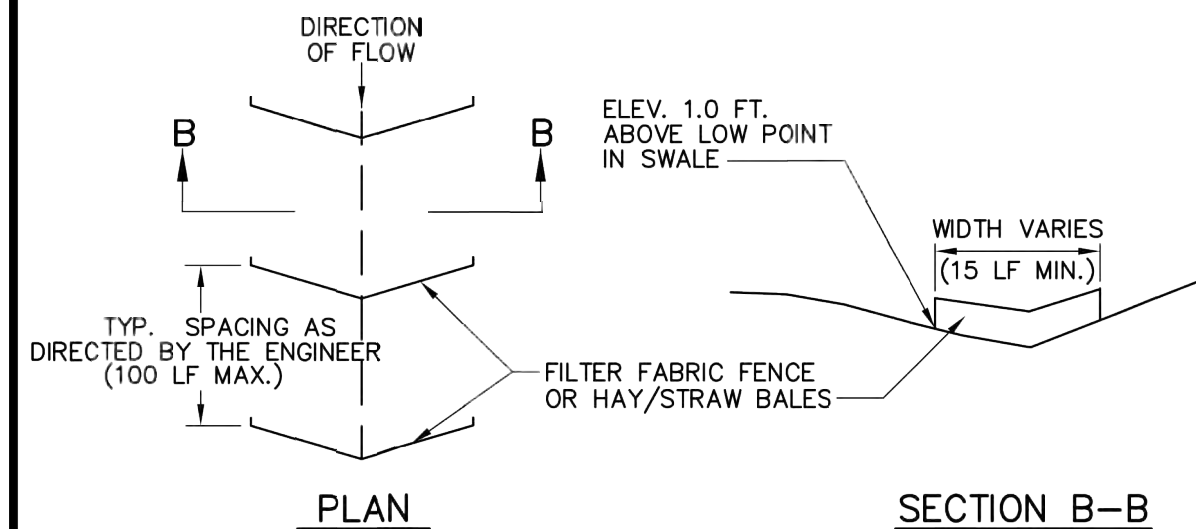 DIRECTION
OF FLOW
B
B
TYP. SPACING AS
DIRECTED BY THE ENGINEER
(100 LF MAX.)
ELEV. 1.0 FT.
ABOVE LOW POINT
IN SWALE
WIDTH VARIES
(15 LF MIN.)
FILTER FABRIC FENCE
OR HAY/STRAW BALES
PLAN
SECTION B-B